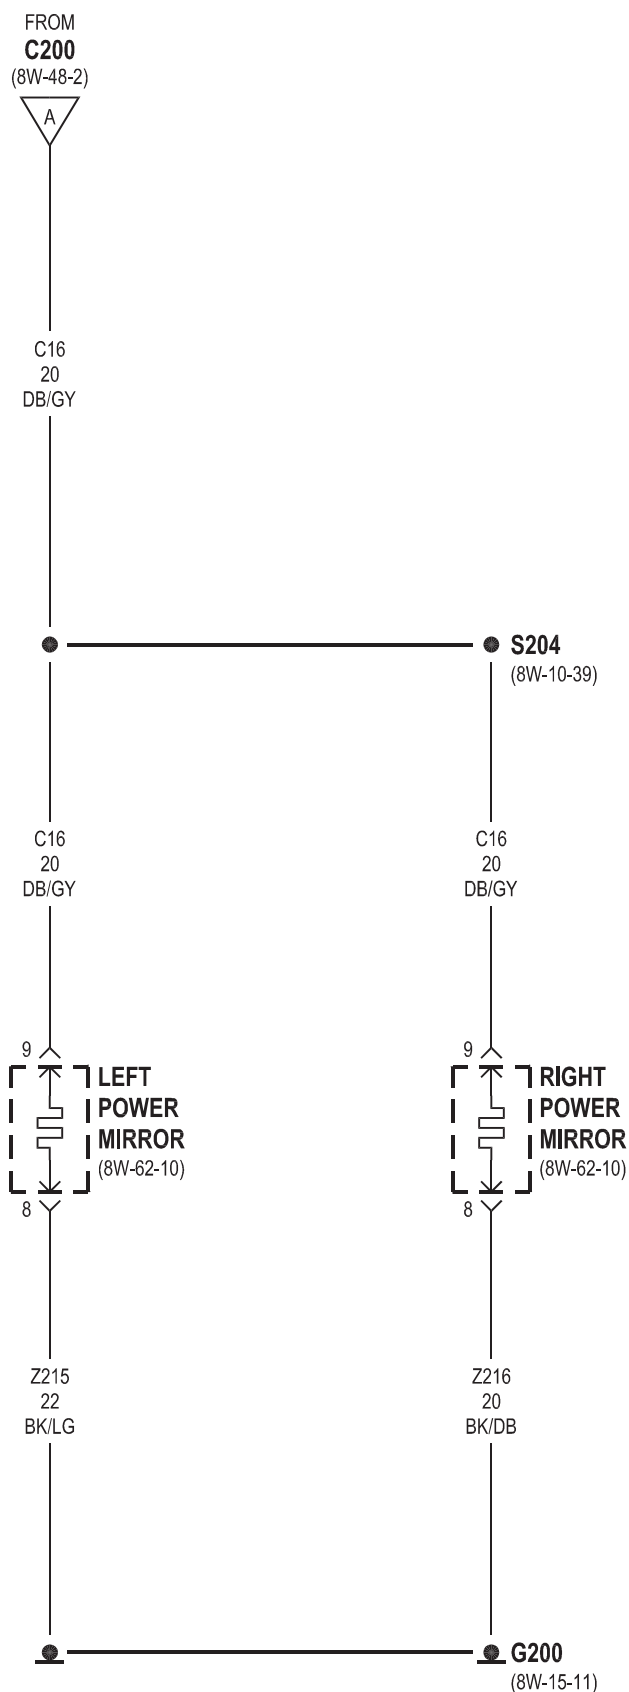 FROM
C200
(8W-48-2)
A
C16
20
DB/GY
S204
(8W-10-39)
C16
20
DB/GY
C16
20
DB/GY
9
LEFT
POWER
MIRROR
(8W-62-10)
8
9
RIGHT
POWER
MIRROR
(8W-62-10)
8
Z215
22
BK/LG
Z216
20
BK/DB
G200
(8W-15-11)